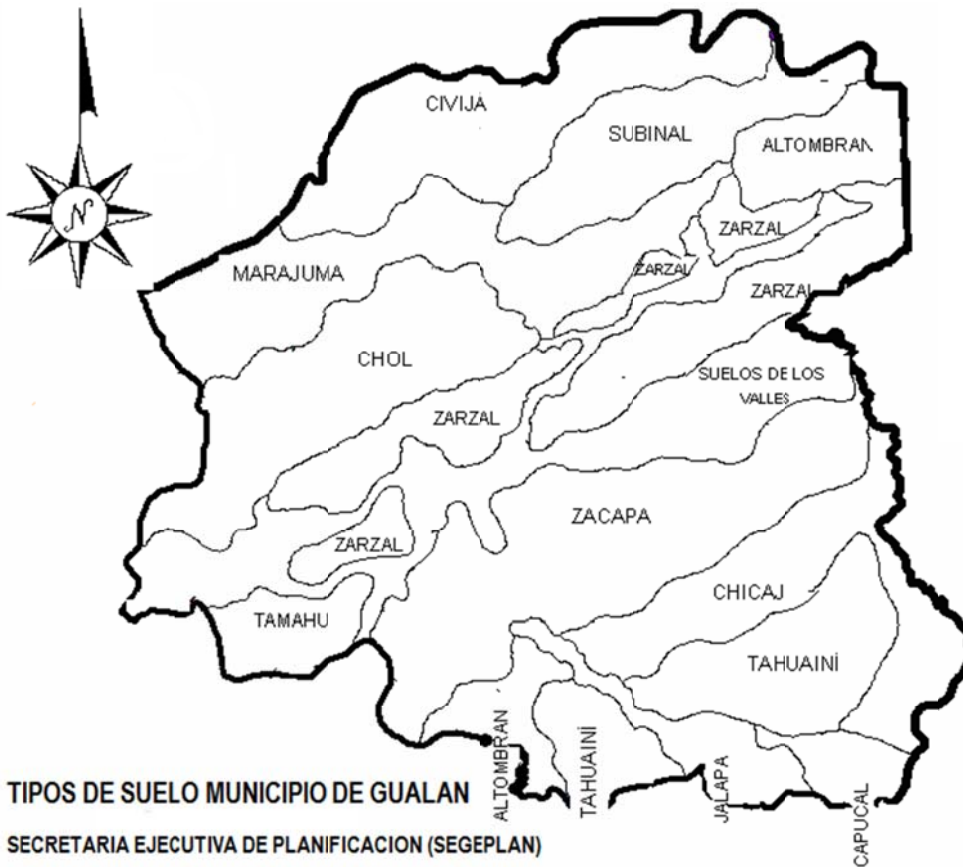 CIVIJA
SUBINAL
ALTOMBRAN
N
ZARZAL
MARAJUMA
ZARZAL
ZARZAL
CHOL
SUELOS DE LOS
VALLES
ZARZAL
ZACAPA
ZARZAL
CHICAJ
TAMAHU
TAHUAINÍ
ALTOMBRAN
TAHUAINÍ
JALAPA
CAPUCAL
TIPOS DE SUELO MUNICIPIO DE GUALAN
SECRETARIA EJECUTIVA DE PLANIFICACION (SEGEPLAN)